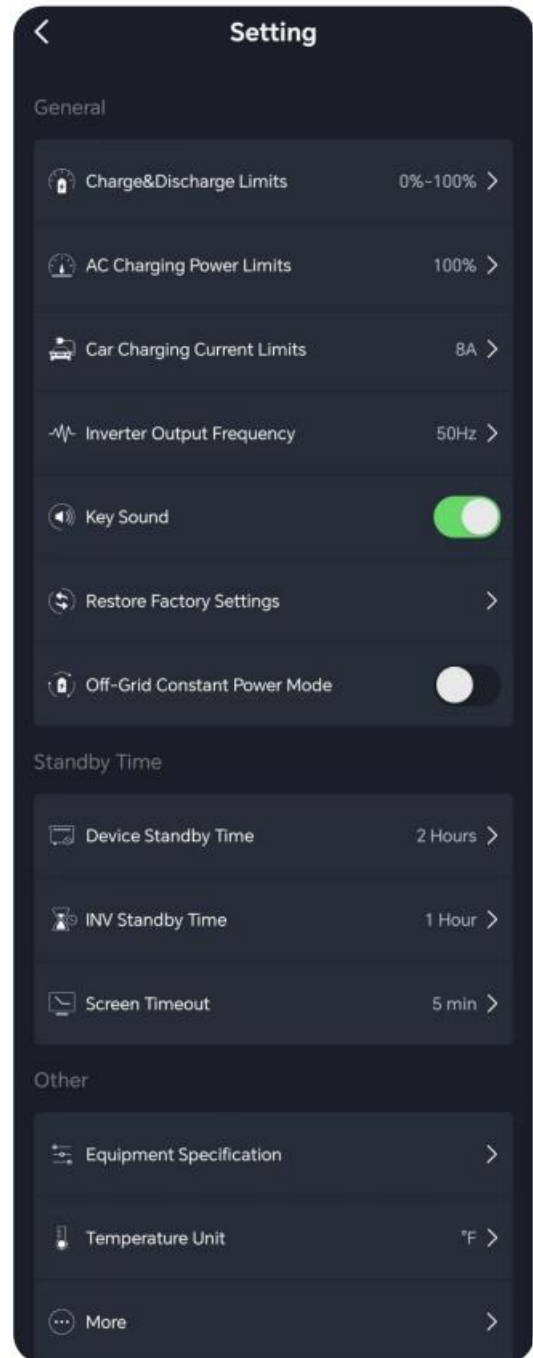 Setting
General
Charge&Discharge Limits 0%-100%
AC Charging Power Limits 100%
Car Charging Current Limits 8A
Inverter Output Frequency 50Hz
Key Sound
Restore Factory Settings
Off-Grid Constant Power Mode
Standby Time
Device Standby Time 2 Hours
INV Standby Time 1 Hour
Screen Timeout 5 min
Other
Equipment Specification
Temperature Unit °F
More